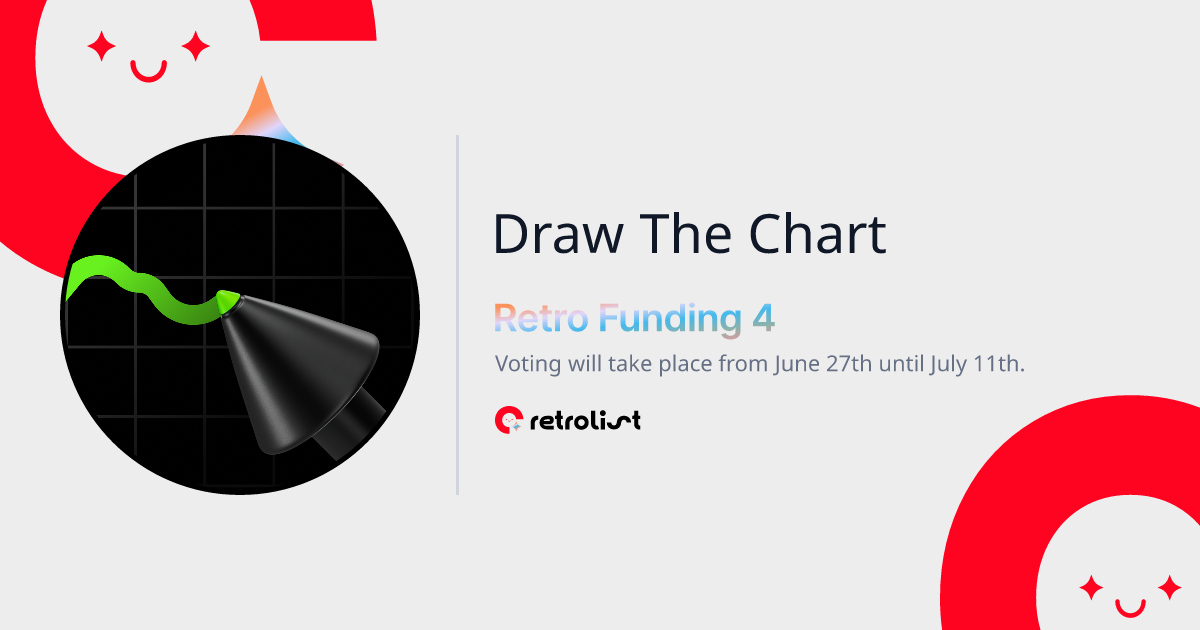 Draw The Chart
Retro Funding 4
Voting will take place from June 27th until July 11th.
retrolist